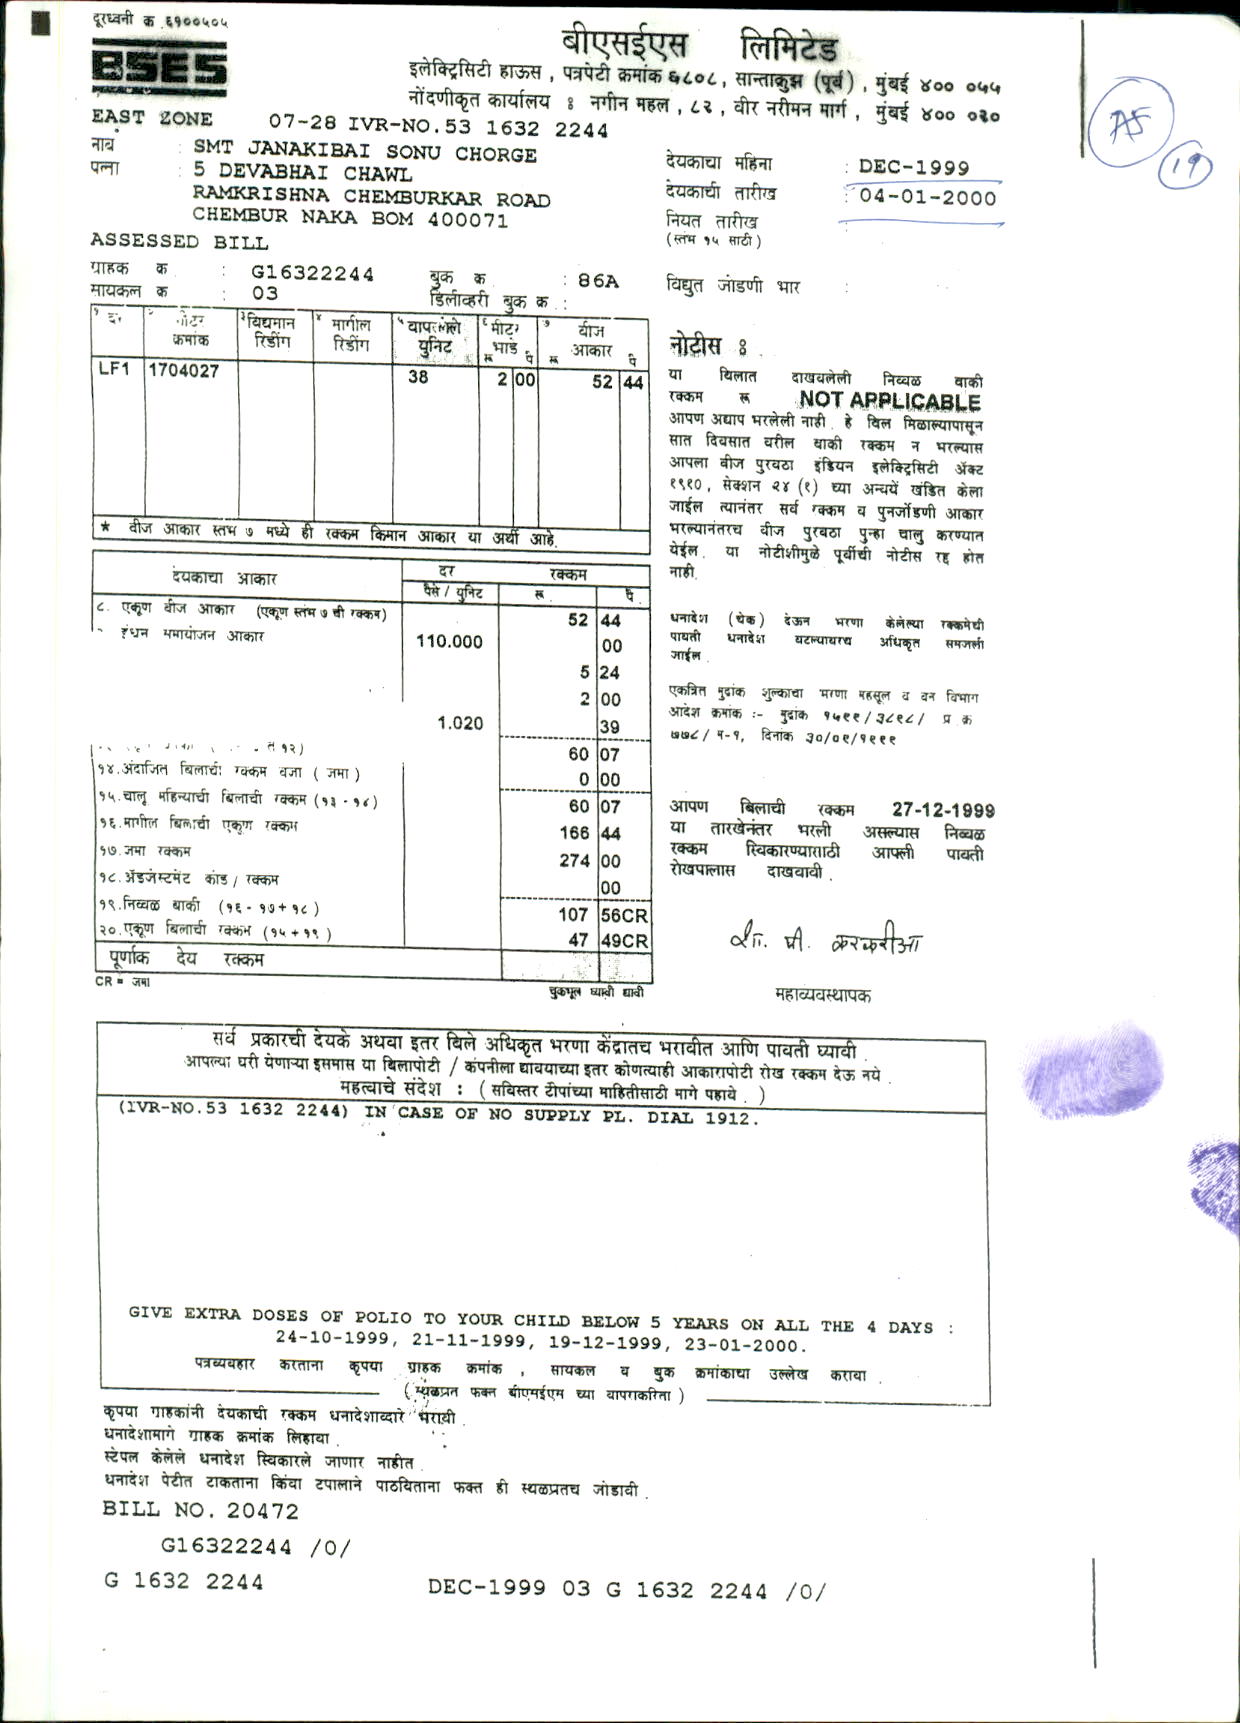 दूरध्वनी क .६१००५०५
BSES
बीएसईएस लिमिटेड
इलेक्ट्रिसिटी हाऊस , पत्रपेटी क्रमांक ६८०८, सान्ताक्रुझ (पूर्व) , मुंबई ४०० ०५५
नोंदणीकृत कार्यालय : नगीन महल , ८२ , वीर नरीमन मार्ग , मुंबई ४०० ०२०
EAST ZONE 07-28 IVR-NO.53 1632 2244
A5
19
नाव : SMT JANAKIBAI SONU CHORGE
पत्ता : 5 DEVABHAI CHAWL
RAMKRISHNA CHEMBURKAR ROAD
CHEMBUR NAKA BOM 400071
देयकाचा महिना : DEC-1999
देयकाची तारीख : 04-01-2000
नियत तारीख :
(स्तंभ १५ साठी)
ASSESSED BILL
ग्राहक क : G16322244 बुक क : 86A
सायकल क : 03 डिलीव्हरी बुक क :
विद्युत जोडणी भार :
१ दर २ मीटर क्रमांक ३ विद्यमान रिडींग ४ मागील रिडींग ५ वापरलेले युनिट ६ मीटर भाडे रू पै ७ वीज आकार रू पै
LF1 1704027 38 2 00 52 44
* वीज आकार स्तंभ ७ मध्ये ही रक्कम किमान आकार या अर्थी आहे.
देयकाचा आकार दर रक्कम
पैसे / युनिट रू. पै.
८. एकूण वीज आकार (एकूण स्तंभ ७ ची रक्कम) 52 44
इंधन समायोजन आकार 110.000 00
5 24
2 00
1.020 39
१२) 60 07
१४.अंदाजित बिलाची रक्कम वजा ( जमा ) 0 00
१५.चालू महिन्याची बिलाची रक्कम (१३ - १४) 60 07
१६.मागील बिलाची एकूण रक्कम 166 44
१७.जमा रक्कम 274 00
१८.ॲडजेस्टमेंट कोड / रक्कम 00
१९.निव्वळ बाकी (१६ - १७ + १८) 107 56CR
२०.एकूण बिलाची रक्कम (१५ + १९) 47 49CR
पूर्णांक देय रक्कम
CR = जमा
चुकभूल घ्यावी द्यावी
नोटीस :
या बिलात दाखवलेली निव्वळ बाकी
रक्कम रू NOT APPLICABLE
आपण अद्याप भरलेली नाही . हे बिल मिळाल्यापासून
सात दिवसात वरील बाकी रक्कम न भरल्यास
आपला वीज पुरवठा इंडियन इलेक्ट्रिसिटी ॲक्ट
१९१०, सेक्शन २४ (१) च्या अन्वयें खंडित केला
जाईल त्यानंतर सर्व रक्कम व पुनर्जोडणी आकार
भरल्यानंतरच वीज पुरवठा पुन्हा चालु करण्यात
येईल . या नोटीशीमुळे पूर्वीची नोटीस रद्द होत
नाही.
धनादेश (चेक) देऊन भरणा केलेल्या रक्कमेची
पावती धनादेश वटल्यावरच अधिकृत समजली
जाईल .
एकत्रित मुद्रांक शुल्काचा भरणा महसूल व वन विभाग
आदेश क्रमांक :- मुद्रांक १५९९/३८९८/ प्र क्र
७७८/ म-१, दिनांक ३०/०९/१९९९
आपण बिलाची रक्कम 27-12-1999
या तारखेनंतर भरली असल्यास निव्वळ
रक्कम स्विकारण्यासाठी आपली पावती
रोखपालास दाखवावी .
महाव्यवस्थापक
सर्व प्रकारची देयके अथवा इतर बिले अधिकृत भरणा केंद्रातच भरावीत आणि पावती घ्यावी .
आपल्या घरी येणाऱ्या इसमास या बिलापोटी / कंपनीला द्यावयाच्या इतर कोणत्याही आकारापोटी रोख रक्कम देऊ नये .
महत्वाचे संदेश : ( सविस्तर टीपांच्या माहितीसाठी मागे पहावे . )
(IVR-NO.53 1632 2244) IN CASE OF NO SUPPLY PL. DIAL 1912.
GIVE EXTRA DOSES OF POLIO TO YOUR CHILD BELOW 5 YEARS ON ALL THE 4 DAYS :
24-10-1999, 21-11-1999, 19-12-1999, 23-01-2000.
पत्रव्यवहार करताना कृपया ग्राहक क्रमांक , सायकल व बुक क्रमांकाचा उल्लेख करावा .
( स्थळप्रत फक्त बीएसईएस च्या वापराकरिता )
कृपया ग्राहकांनी देयकाची रक्कम धनादेशाव्दारे भरावी .
धनादेशामागे ग्राहक क्रमांक लिहावा .
स्टेपल केलेले धनादेश स्विकारले जाणार नाहीत .
धनादेश पेटीत टाकताना किंवा टपालाने पाठविताना फक्त ही स्थळप्रतच जोडावी .
BILL NO. 20472
G16322244 /0/
G 1632 2244 DEC-1999 03 G 1632 2244 /0/